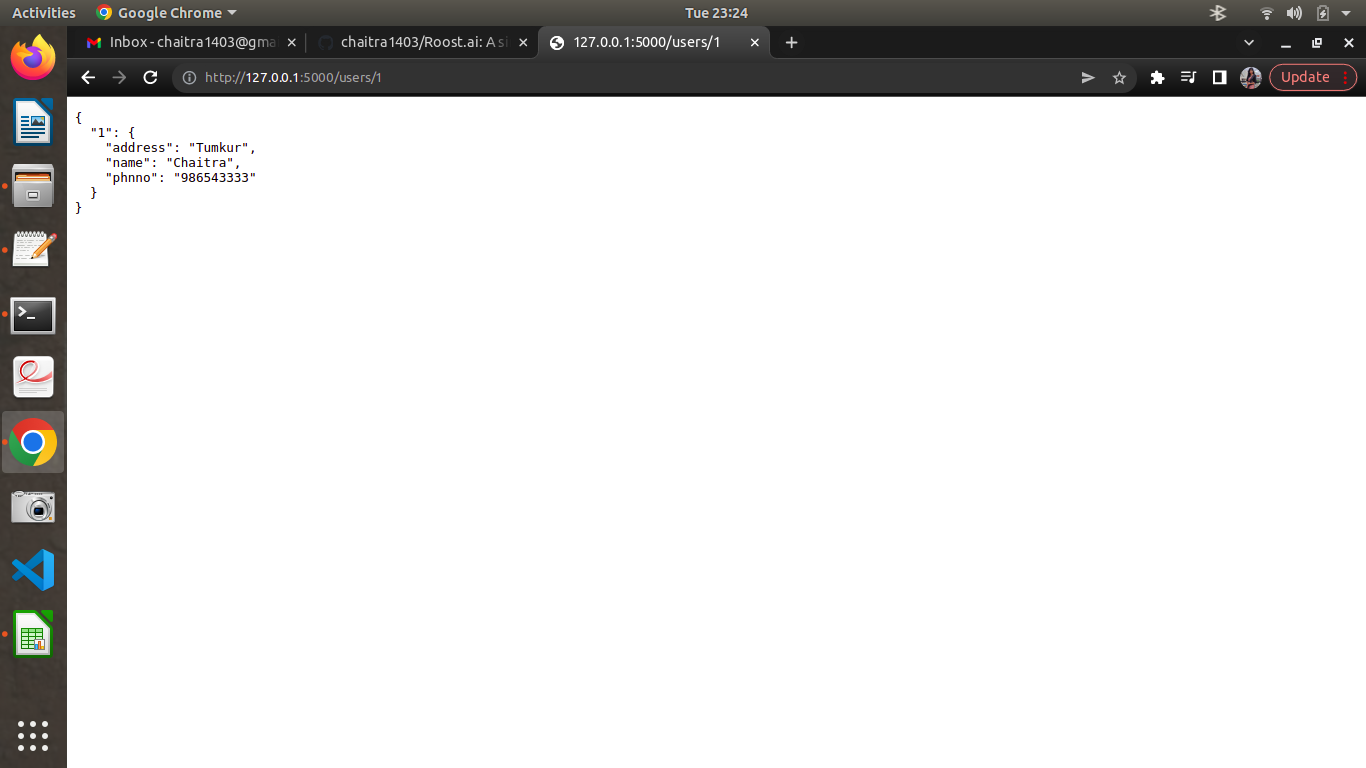 Activities Google Chrome Tue 23:24
Inbox - chaitra1403@gma chaitra1403/Roost.ai: A si 127.0.0.1:5000/users/1
http://127.0.0.1:5000/users/1 Update
{
"1": {
"address": "Tumkur",
"name": "Chaitra",
"phnno": "986543333"
}
}